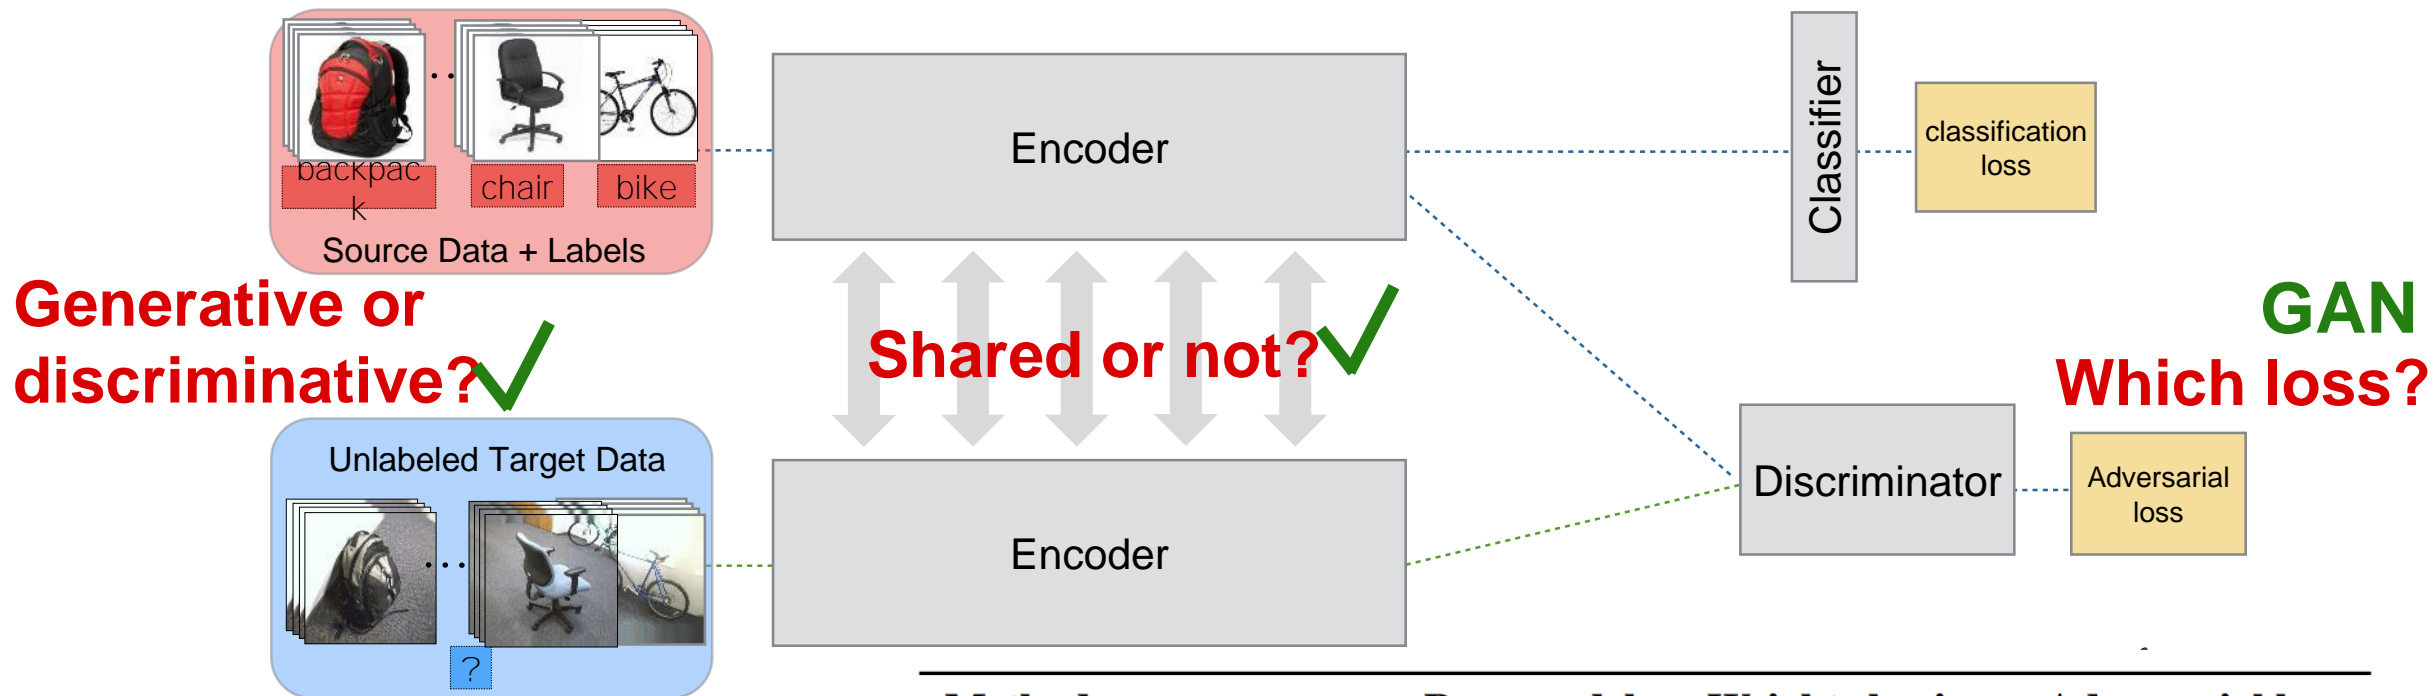 backpac
k
chair
bike
Source Data + Labels
Encoder
Classifier
classification
loss
Generative or
discriminative?
Shared or not?
GAN
Which loss?
Unlabeled Target Data
?
Encoder
Discriminator
Adversarial
loss